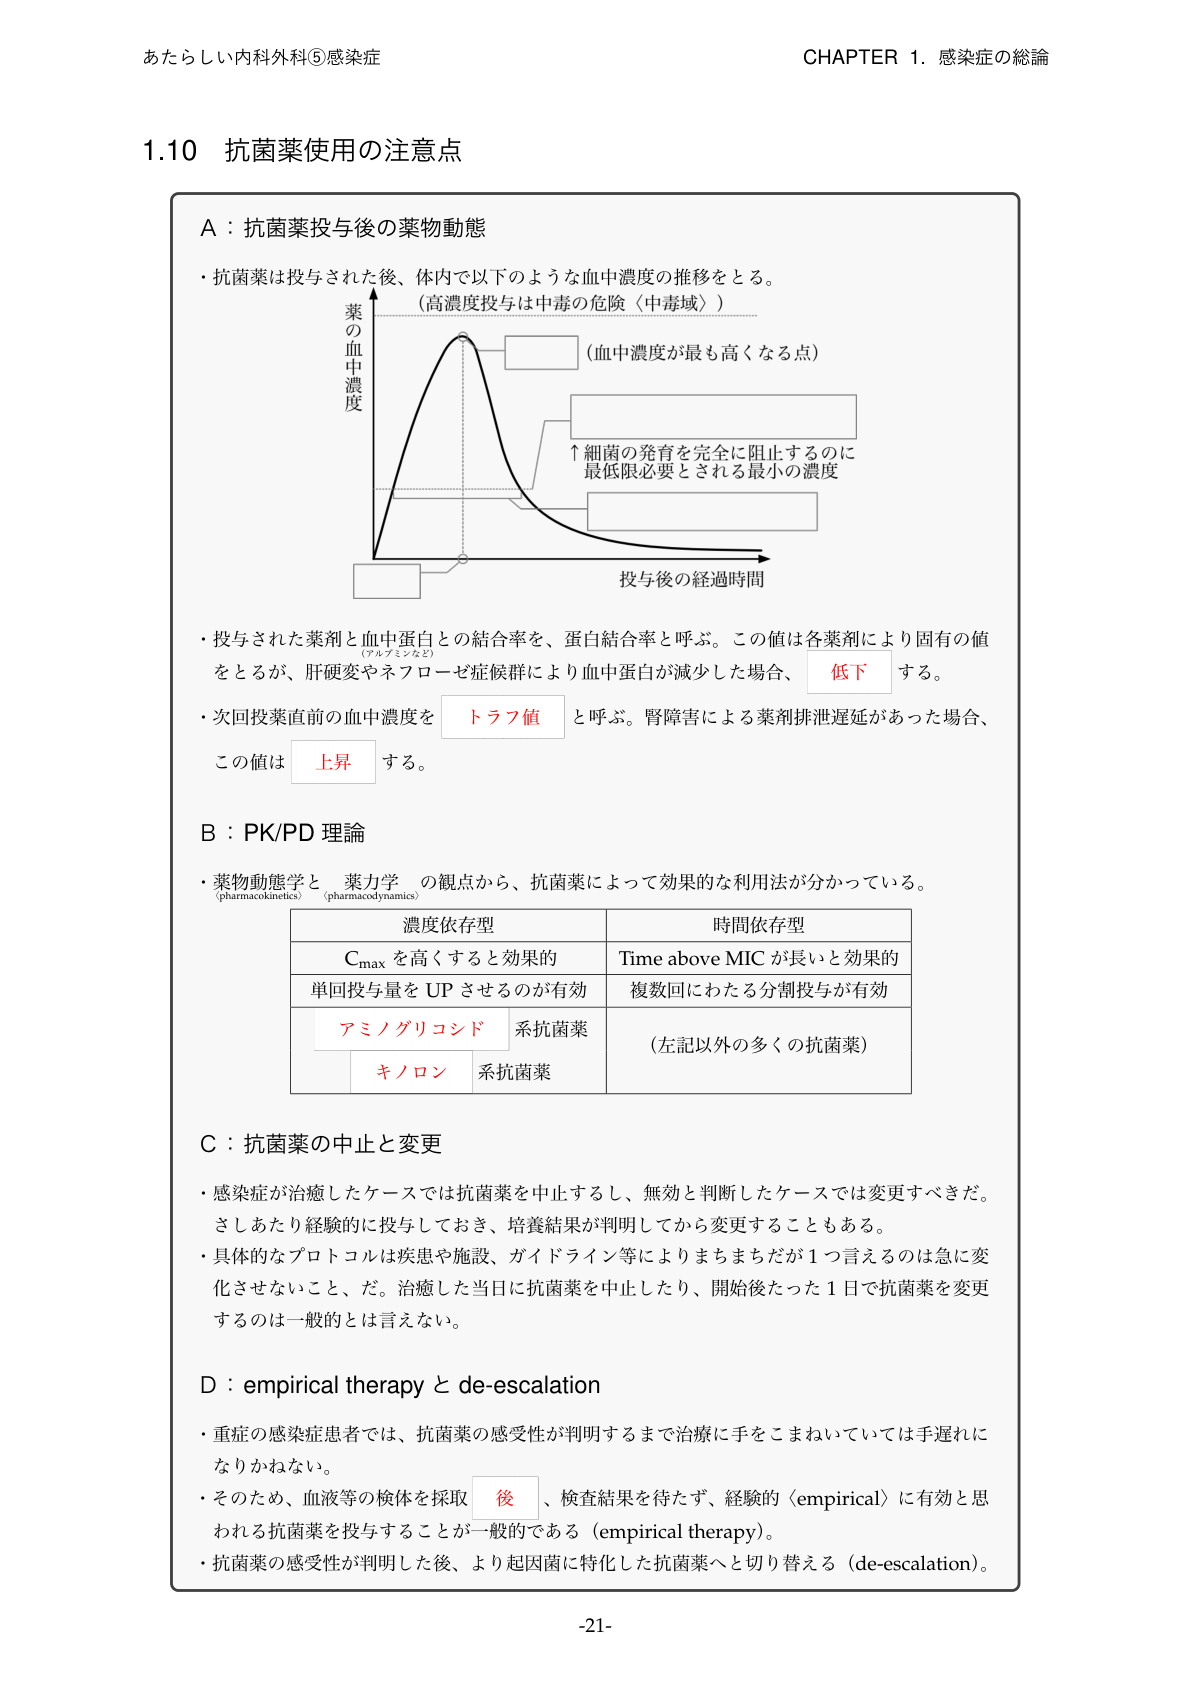 あたらしい内科外科⑤感染症
CHAPTER 1. 感染症の総論
1.10 抗菌薬使用の注意点
A：抗菌薬投与後の薬物動態
・抗菌薬は投与された後、体内で以下のような血中濃度の推移をとる。
（高濃度投与は中毒の危険〈中毒域〉）
薬の血中濃度
（血中濃度が最も高くなる点）
↑細菌の発育を完全に阻止するのに
最低限必要とされる最小の濃度
投与後の経過時間
・投与された薬剤と血中蛋白との結合率を、蛋白結合率と呼ぶ。この値は各薬剤により固有の値
（アルブミンなど）
をとるが、肝硬変やネフローゼ症候群により血中蛋白が減少した場合、 低下 する。
・次回投薬直前の血中濃度を トラフ値 と呼ぶ。腎障害による薬剤排泄遅延があった場合、
この値は 上昇 する。
B：PK/PD 理論
・薬物動態学と 薬力学 の観点から、抗菌薬によって効果的な利用法が分かっている。
〈pharmacokinetics〉 〈pharmacodynamics〉
濃度依存型 時間依存型
Cmax を高くすると効果的 Time above MIC が長いと効果的
単回投与量を UP させるのが有効 複数回にわたる分割投与が有効
アミノグリコシド 系抗菌薬
（左記以外の多くの抗菌薬）
キノロン 系抗菌薬
C：抗菌薬の中止と変更
・感染症が治癒したケースでは抗菌薬を中止するし、無効と判断したケースでは変更すべきだ。
さしあたり経験的に投与しておき、培養結果が判明してから変更することもある。
・具体的なプロトコルは疾患や施設、ガイドライン等によりまちまちだが 1 つ言えるのは急に変
化させないこと、だ。治癒した当日に抗菌薬を中止したり、開始後たった 1 日で抗菌薬を変更
するのは一般的とは言えない。
D：empirical therapy と de-escalation
・重症の感染症患者では、抗菌薬の感受性が判明するまで治療に手をこまねいていては手遅れに
なりかねない。
・そのため、血液等の検体を採取 後 、検査結果を待たず、経験的〈empirical〉に有効と思
われる抗菌薬を投与することが一般的である（empirical therapy）。
・抗菌薬の感受性が判明した後、より起因菌に特化した抗菌薬へと切り替える（de-escalation）。
-21-